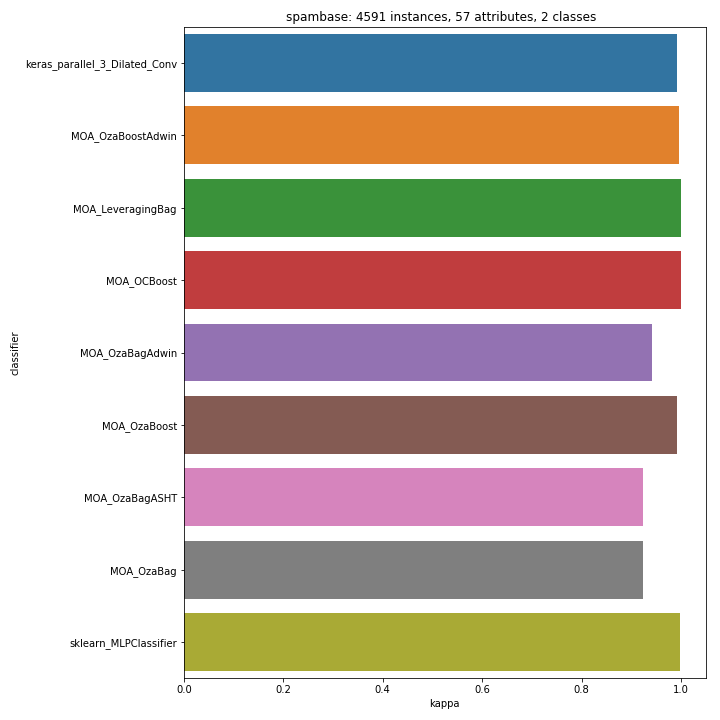 spambase: 4591 instances, 57 attributes, 2 classes
keras_parallel_3_Dilated_Conv
MOA_OzaBoostAdwin
MOA_LeveragingBag
MOA_OCBoost
MOA_OzaBagAdwin
MOA_OzaBoost
MOA_OzaBagASHT
MOA_OzaBag
sklearn_MLPClassifier
classifier
0.0 0.2 0.4 0.6 0.8 1.0
kappa